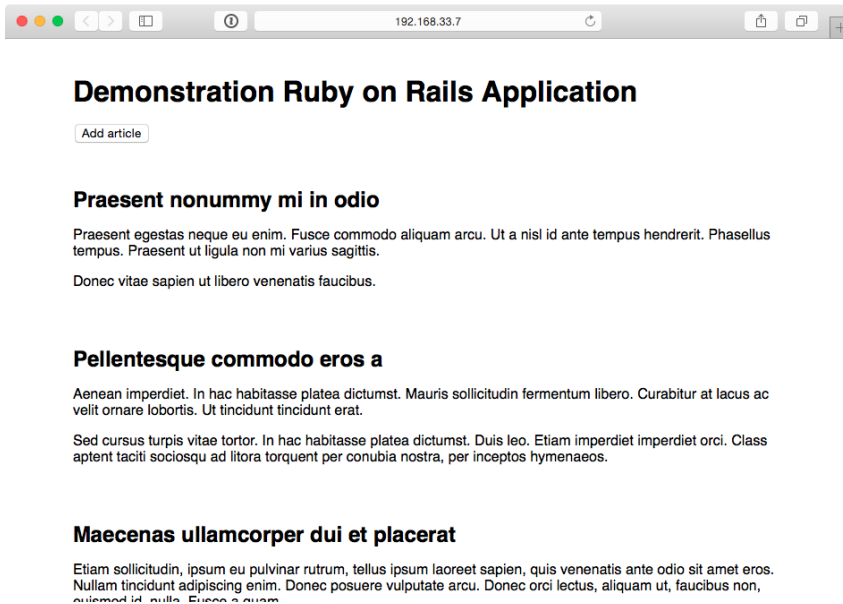 192.168.33.7
Demonstration Ruby on Rails Application
Add article
Praesent nonummy mi in odio
Praesent egestas neque eu enim. Fusce commodo aliquam arcu. Ut a nisl id ante tempus hendrerit. Phasellus
tempus. Praesent ut ligula non mi varius sagittis.
Donec vitae sapien ut libero venenatis faucibus.
Pellentesque commodo eros a
Aenean imperdiet. In hac habitasse platea dictumst. Mauris sollicitudin fermentum libero. Curabitur at lacus ac
velit ornare lobortis. Ut tincidunt tincidunt erat.
Sed cursus turpis vitae tortor. In hac habitasse platea dictumst. Duis leo. Etiam imperdiet imperdiet orci. Class
aptent taciti sociosqu ad litora torquent per conubia nostra, per inceptos hymenaeos.
Maecenas ullamcorper dui et placerat
Etiam sollicitudin, ipsum eu pulvinar rutrum, tellus ipsum laoreet sapien, quis venenatis ante odio sit amet eros.
Nullam tincidunt adipiscing enim. Donec posuere vulputate arcu. Donec orci lectus, aliquam ut, faucibus non,
euismod id, nulla. Fusce a quam